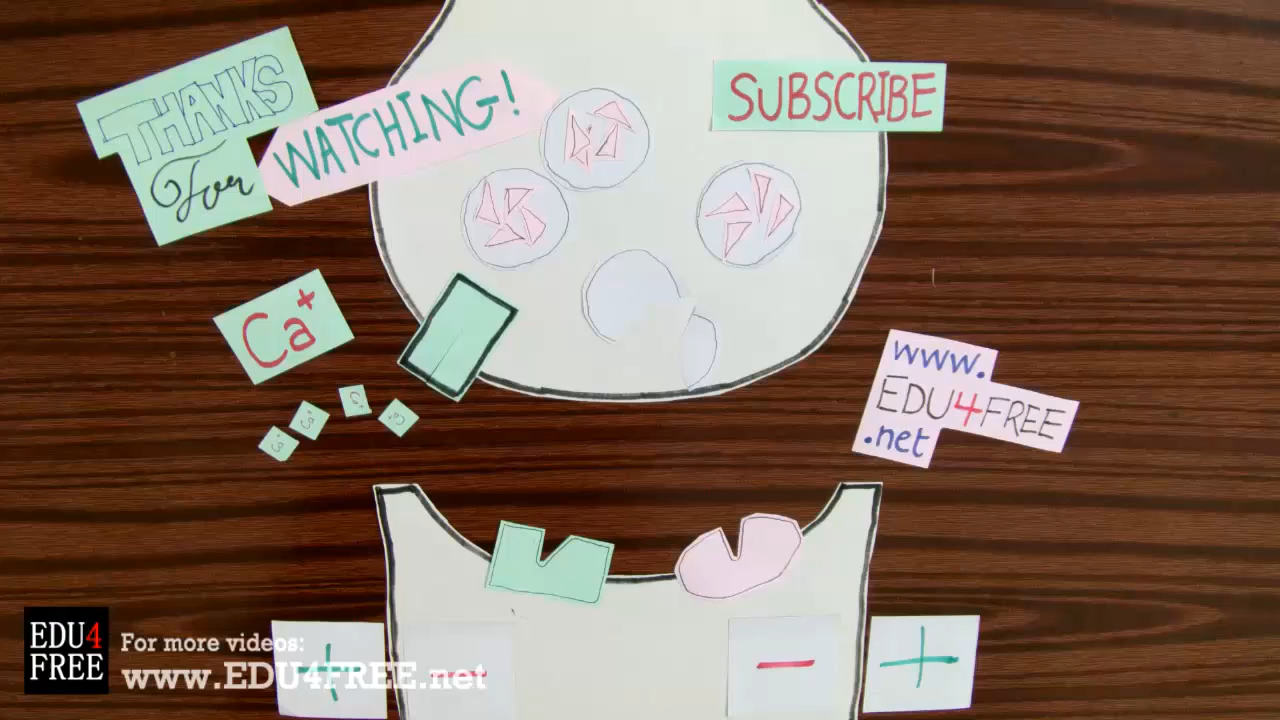 THANKS
For
WATCHING!
SUBSCRIBE
Ca+
www.
EDU4FREE
.net
+
−
−
+
EDU4
FREE
For more videos:
www.EDU4FREE.net